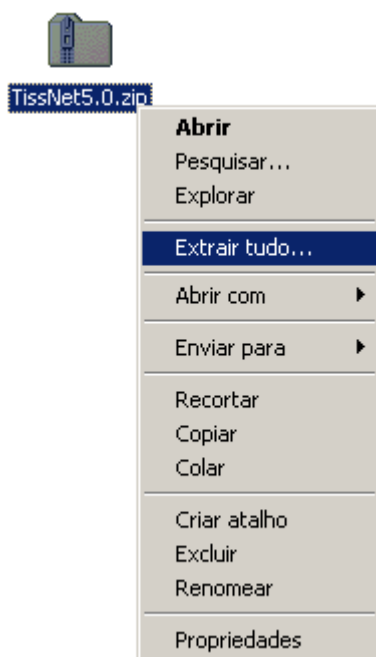 TissNet5.0.zip
Abrir
Pesquisar...
Explorar
Extrair tudo...
Abrir com
Enviar para
Recortar
Copiar
Colar
Criar atalho
Excluir
Renomear
Propriedades